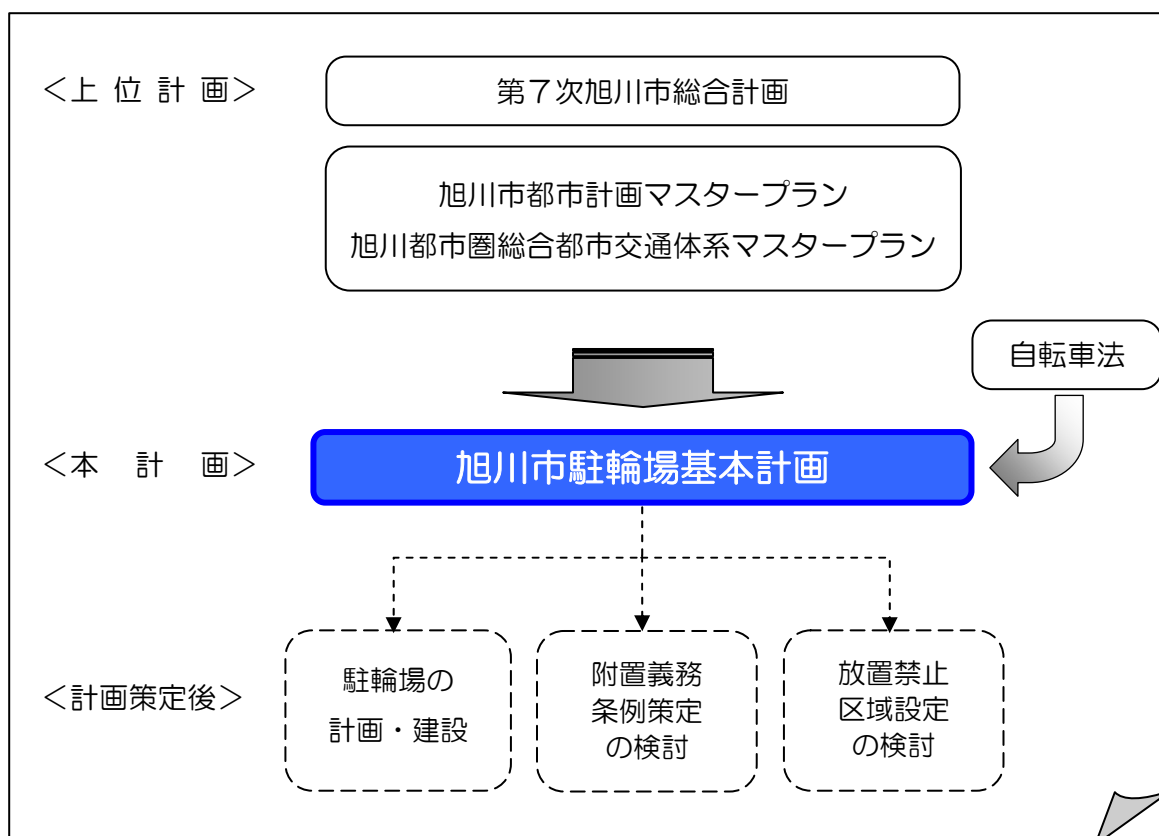 <上 位 計 画>
第7次旭川市総合計画
旭川市都市計画マスタープラン
旭川都市圏総合都市交通体系マスタープラン
自転車法
<本 計 画>
旭川市駐輪場基本計画
<計画策定後>
駐輪場の
計画・建設
附置義務
条例策定
の検討
放置禁止
区域設定
の検討